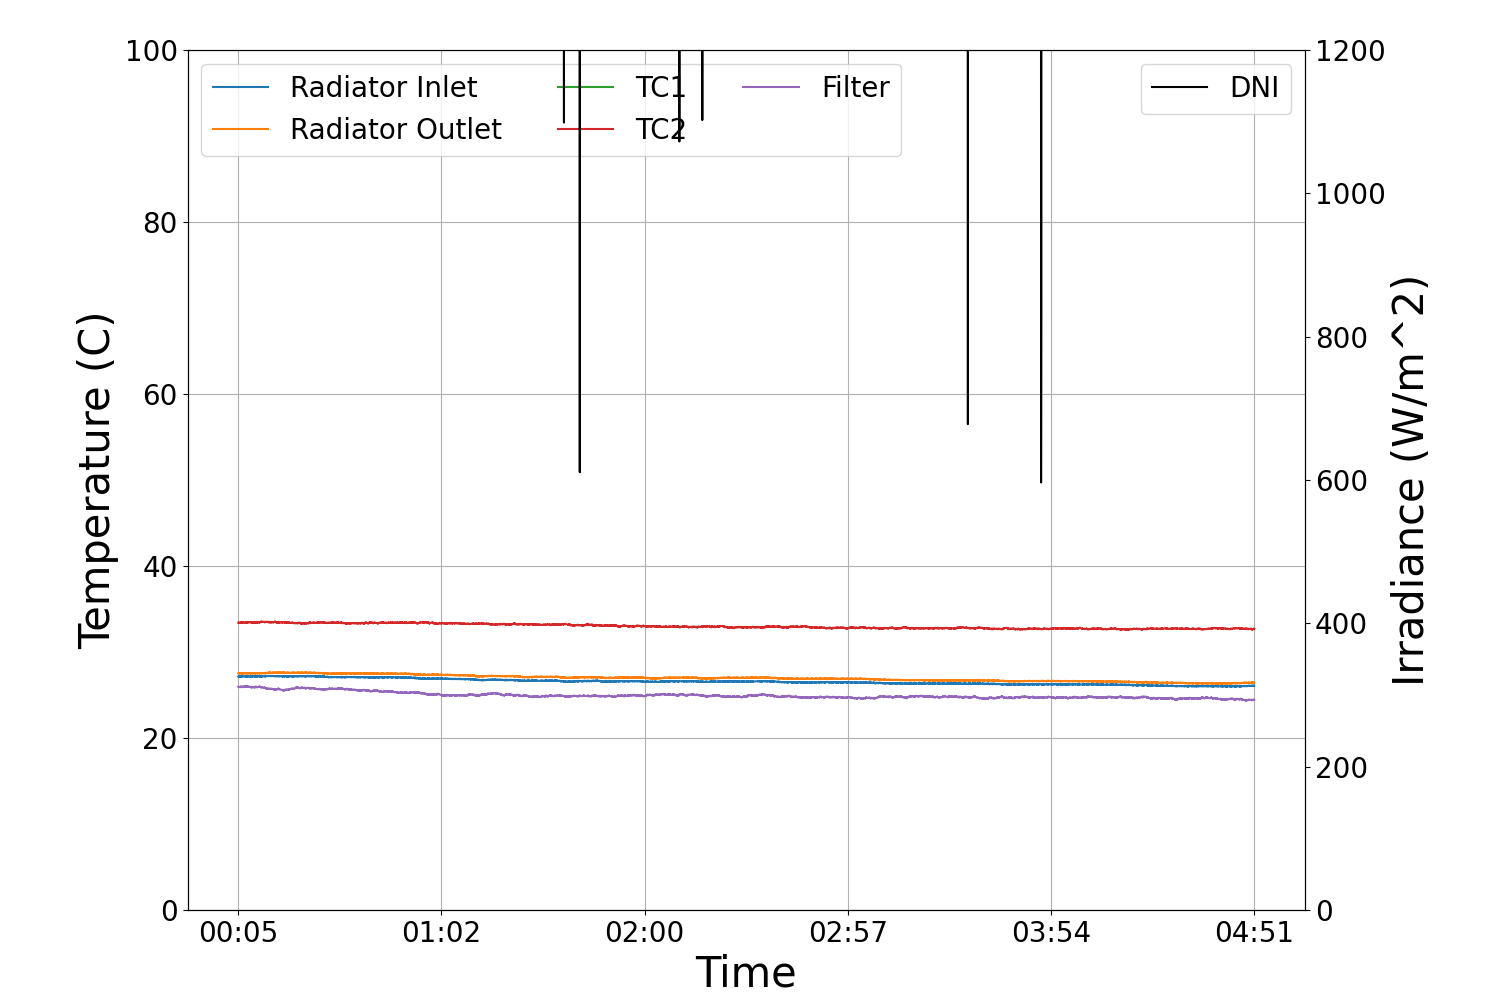 Radiator Inlet
Radiator Outlet
TC1
TC2
Filter
DNI
Temperature (C)
100
80
60
40
20
0
Irradiance (W/m^2)
1200
1000
800
600
400
200
0
00:05
01:02
02:00
02:57
03:54
04:51
Time